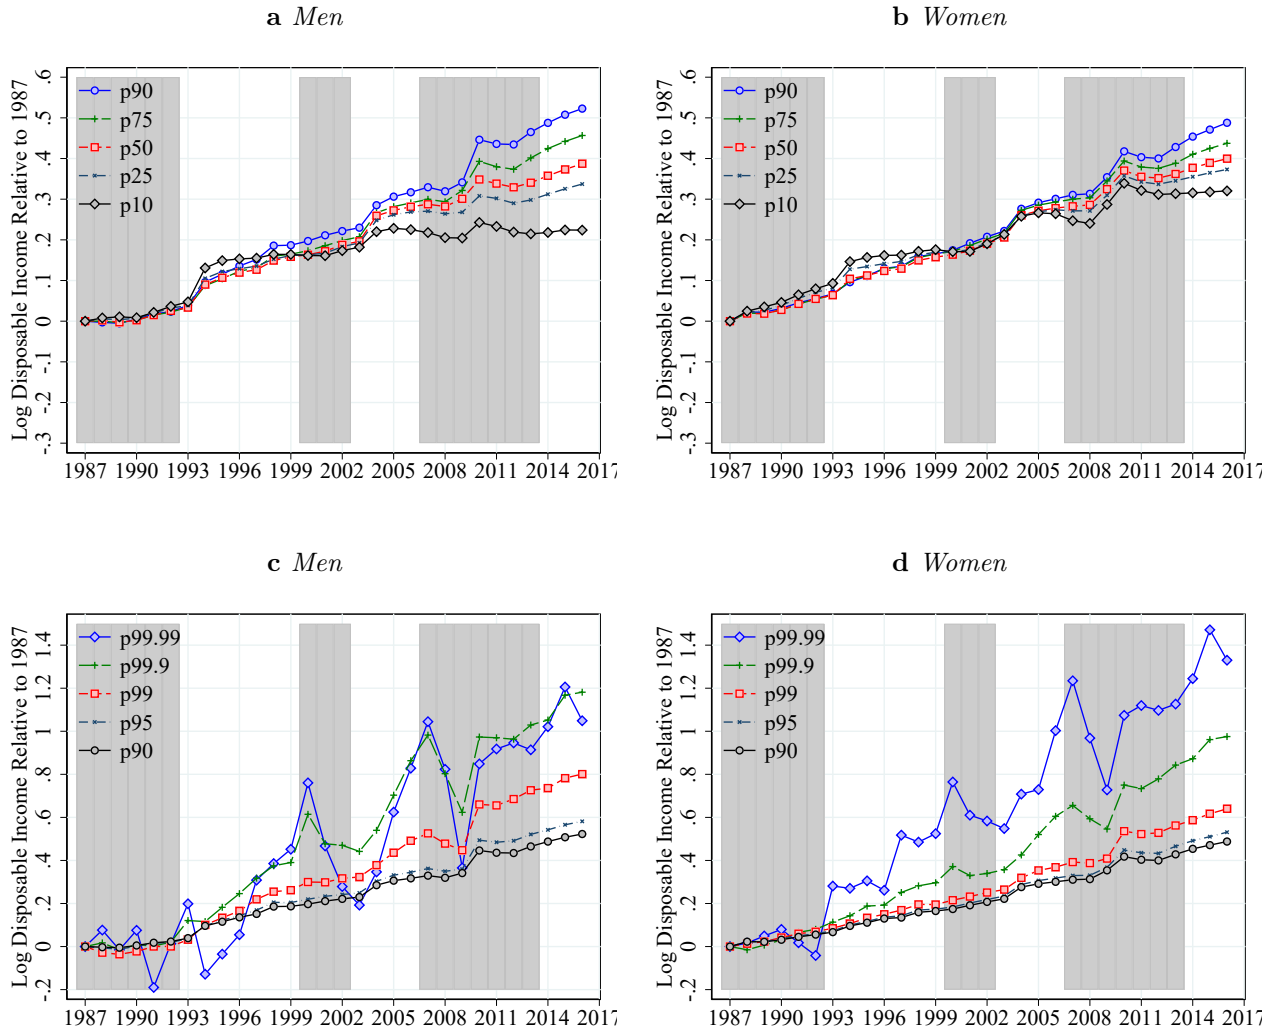 a Men
Log Disposable Income Relative to 1987
.6
.5
.4
.3
.2
.1
0
-.1
-.2
-.3
p90
p75
p50
p25
p10
1987 1990 1993 1996 1999 2002 2005 2008 2011 2014 2017
b Women
Log Disposable Income Relative to 1987
.6
.5
.4
.3
.2
.1
0
-.1
-.2
-.3
p90
p75
p50
p25
p10
1987 1990 1993 1996 1999 2002 2005 2008 2011 2014 2017
c Men
Log Disposable Income Relative to 1987
1.4
1.2
1
.8
.6
.4
.2
0
-.2
p99.99
p99.9
p99
p95
p90
1987 1990 1993 1996 1999 2002 2005 2008 2011 2014 2017
d Women
Log Disposable Income Relative to 1987
1.4
1.2
1
.8
.6
.4
.2
0
-.2
p99.99
p99.9
p99
p95
p90
1987 1990 1993 1996 1999 2002 2005 2008 2011 2014 2017